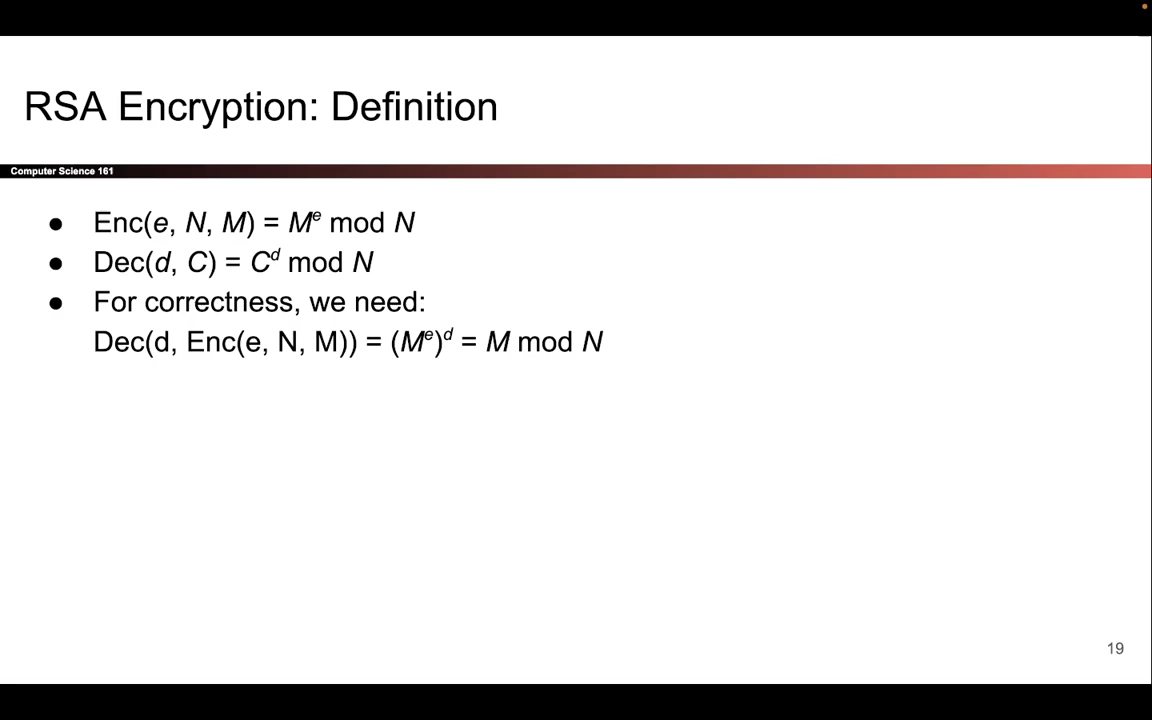 RSA Encryption: Definition
Computer Science 161
● Enc(e, N, M) = Mᵉ mod N
● Dec(d, C) = Cᵈ mod N
● For correctness, we need:
Dec(d, Enc(e, N, M)) = (Mᵉ)ᵈ = M mod N
19